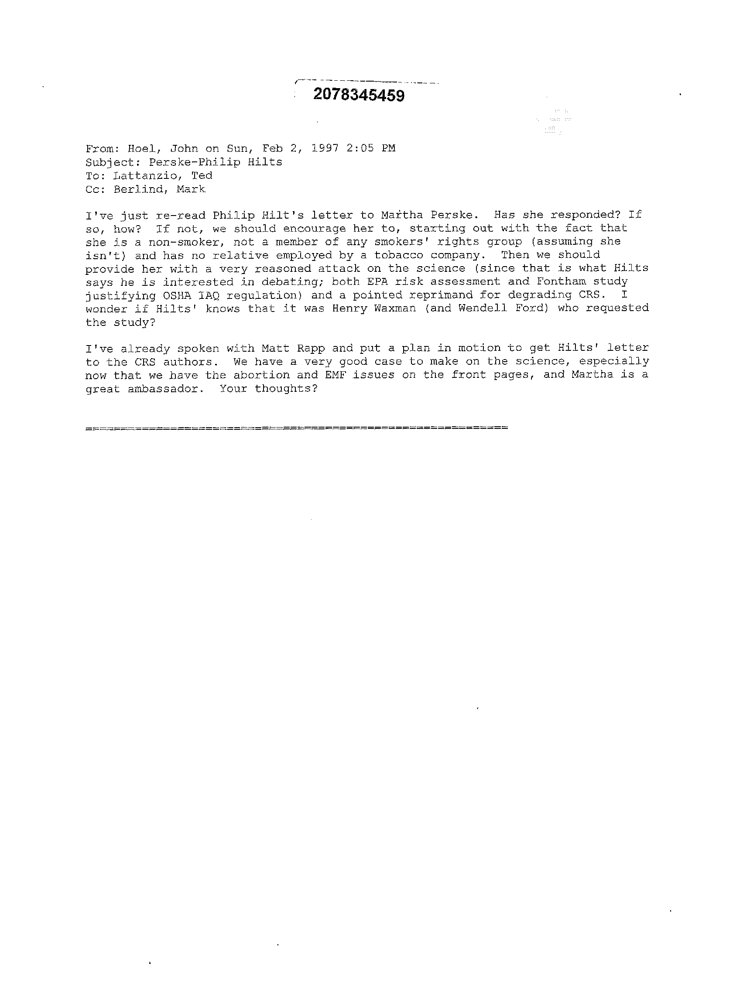 2078345459
From: Hoel, John on Sun, Feb 2, 1997 2:05 PM
Subject: Perske-Philip Hilts
To: Lattanzio, Ted
Cc: Berlind, Mark
I've just re-read Philip Hilt's letter to Martha Perske.  Has she responded? If
so, how?  If not, we should encourage her to, starting out with the fact that
she is a non-smoker, not a member of any smokers' rights group (assuming she
isn't) and has no relative employed by a tobacco company.  Then we should
provide her with a very reasoned attack on the science (since that is what Hilts
says he is interested in debating; both EPA risk assessment and Fontham study
justifying OSHA IAQ regulation) and a pointed reprimand for degrading CRS.  I
wonder if Hilts' knows that it was Henry Waxman (and Wendell Ford) who requested
the study?
I've already spoken with Matt Rapp and put a plan in motion to get Hilts' letter
to the CRS authors.  We have a very good case to make on the science, especially
now that we have the abortion and EMF issues on the front pages, and Martha is a
great ambassador.  Your thoughts?
============================================================